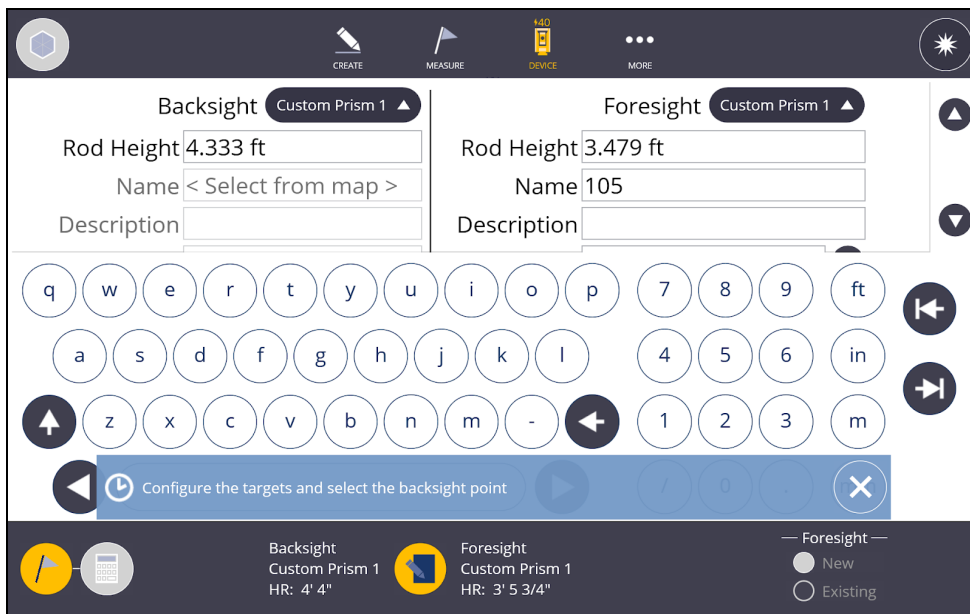 $40
CREATE
MEASURE
DEVICE
MORE
Backsight Custom Prism 1
Foresight Custom Prism 1
Rod Height 4.333 ft
Rod Height 3.479 ft
Name < Select from map >
Name 105
Description
Description
q w e r t y u i o p 7 8 9 ft
a s d f g h j k l 4 5 6 in
z x c v b n m - 1 2 3 m
Configure the targets and select the backsight point
/ 0 .
Backsight
Custom Prism 1
HR: 4' 4"
Foresight
Custom Prism 1
HR: 3' 5 3/4"
Foresight
New
Existing